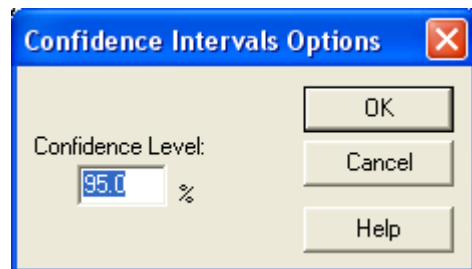 Confidence Intervals Options
OK
Confidence Level:
95.0 %
Cancel
Help